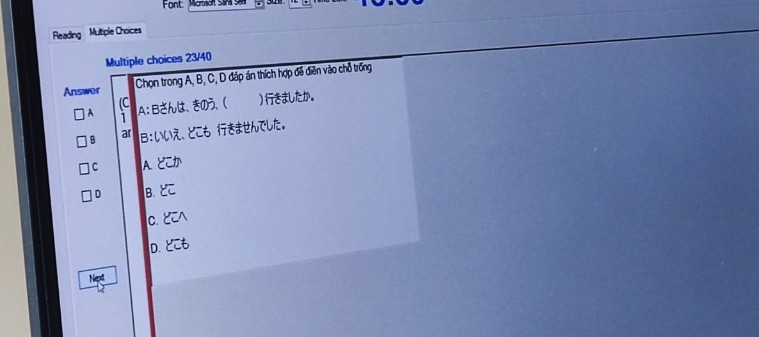 Font: Microsoft Sans Serif Size: 12
Reading Multiple Choices
Multiple choices 23/40
Answer
A
B
C
D
Next
(C
1
ar
Chọn trong A, B, C, D đáp án thích hợp để điền vào chỗ trống
A:Bさんは、きのう、( )行きましたか。
B:いいえ、どこも 行きませんでした。
A. どこか
B. どこ
C. どこへ
D. どこも